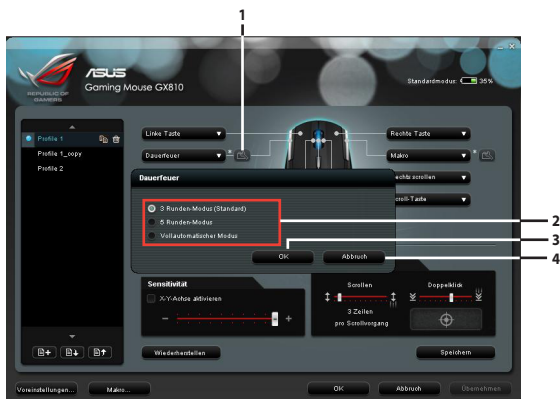 1
ASUS
Gaming Mouse GX810
REPUBLIC OF
GAMERS
Standardmodus: 35%
Profile 1
Profile 1_copy
Profile 2
Linke Taste
Rechte Taste
Dauerfeuer
Makro
Dauerfeuer
echts scrollen
croll-Taste
3 Runden-Modus (Standard)
5 Runden-Modus
Vollautomatischer Modus
2
3
OK
Abbruch
4
Sensitivität
X-Y-Achse aktivieren
Scrollen
Doppelklick
3 Zeilen
pro Scrollvorgang
Wiederherstellen
Speichern
Voreinstellungen...
Makro...
OK
Abbruch
Übernehmen